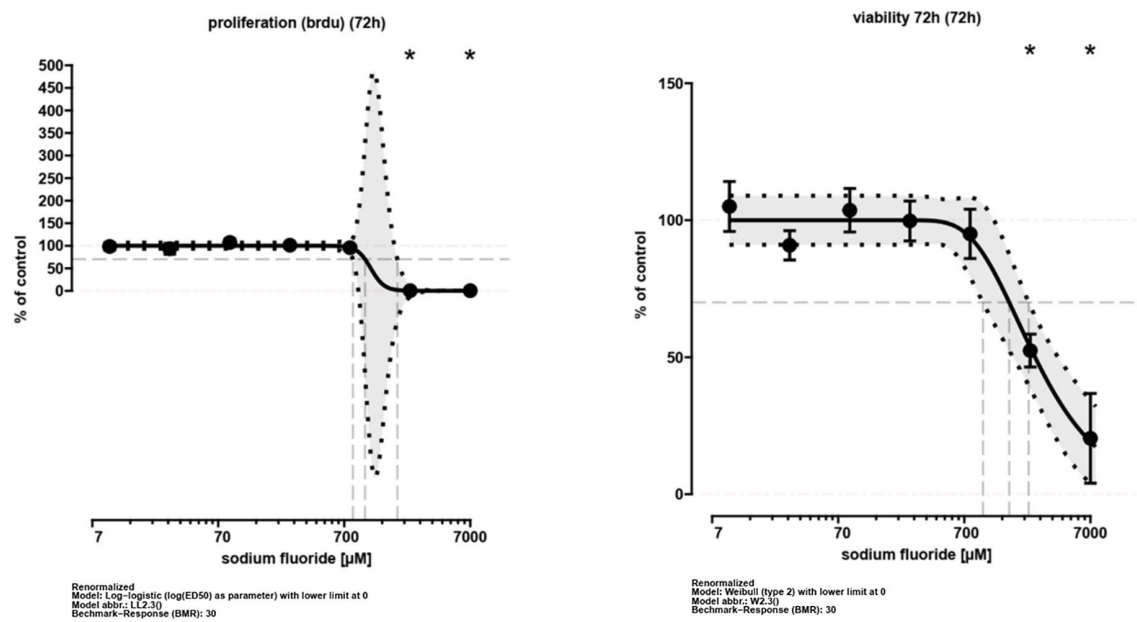 proliferation (brdu) (72h)
* *
500
450
400
350
300
250
200
150
100
50
0
% of control
7 70 700 7000
sodium fluoride [µM]
Renormalized
Model: Log−logistic (log(ED50) as parameter) with lower limit at 0
Model abbr.: LL2.3()
Bechmark−Response (BMR): 30
viability 72h (72h)
* *
150
100
50
0
% of control
7 70 700 7000
sodium fluoride [µM]
Renormalized
Model: Weibull (type 2) with lower limit at 0
Model abbr.: W2.3()
Bechmark−Response (BMR): 30